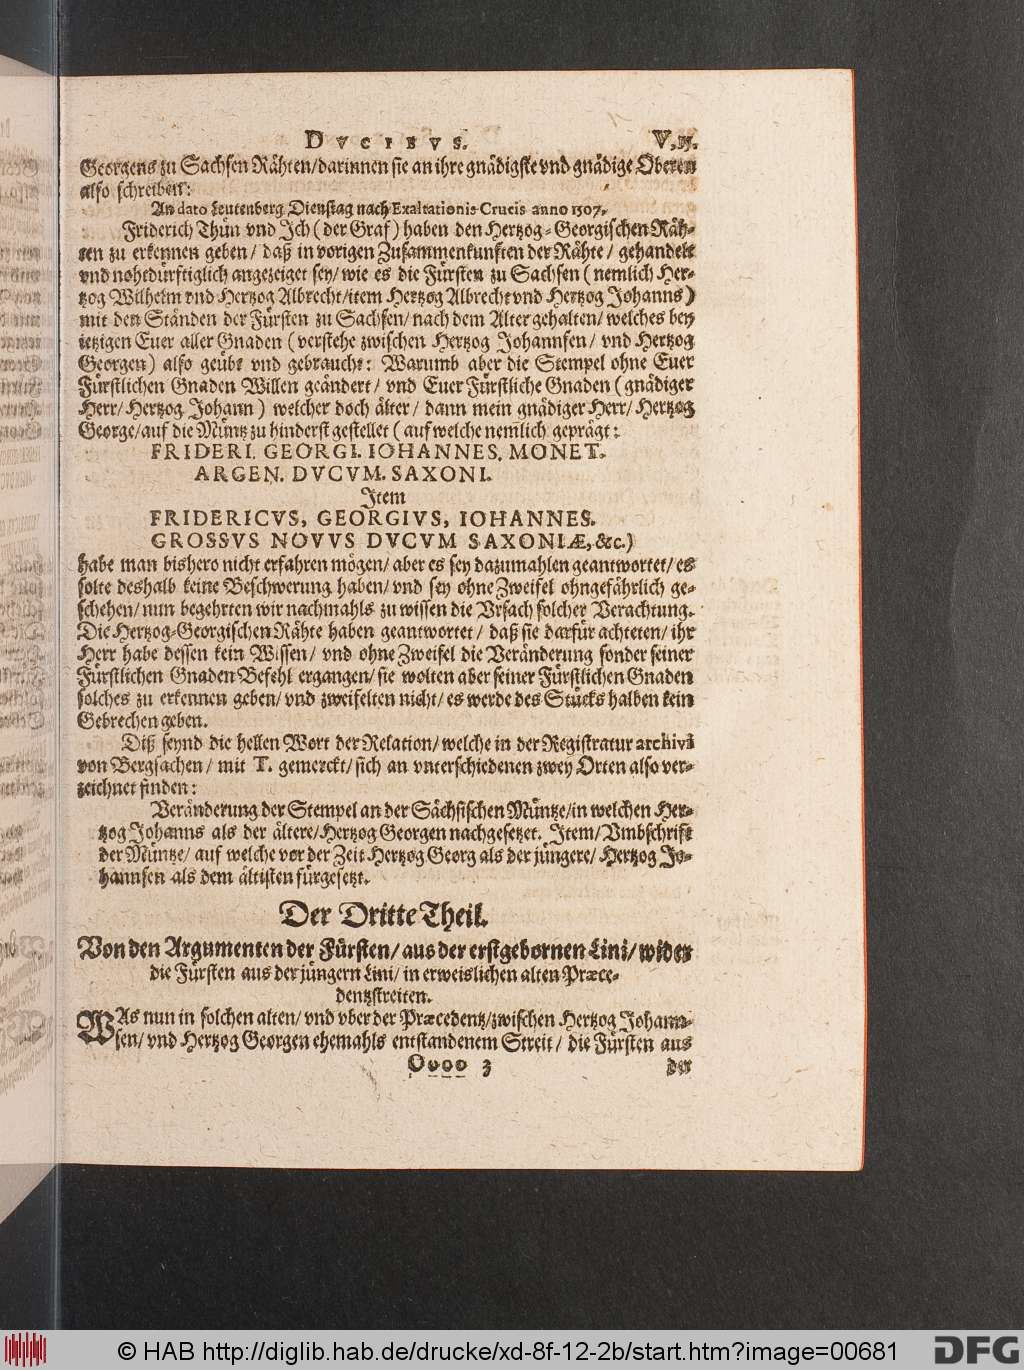 DVCIBVS. V.
Georgens zu Sachsen Rähten/darinnen sie an ihre gnädigste vnd gnädige Oberen
also schreiben:
An dato Leutenberg Dienstag nach Exaltationis Crucis anno 1507.
Friderich Thün vnd Ich (der Graf) haben den Hertzog-Georgischen Räh-
ten zu erkennen geben / daß in vorigen Zusammenkunften der Rähte / gehandelt
vnd nohtdürftiglich angezeiget sey/ wie es die Fürsten zu Sachsen (nemlich Her-
tzog Wilhelm vnd Hertzog Albrecht/item Hertzog Albrecht vnd Hertzog Johanns)
mit den Ständen der Fürsten zu Sachsen/ nach dem Alter gehalten/ welches bey
ietzigen Euer aller Gnaden (verstehe zwischen Hertzog Johannsen/ vnd Hertzog
Georgen) also geübt vnd gebraucht: Warumb aber die Stempel ohne Euer
Fürstlichen Gnaden Willen geändert/ vnd Euer Fürstliche Gnaden (gnädiger
Herr/ Hertzog Johann) welcher doch älter / dann mein gnädiger Herr/ Hertzog
George/auf die Müntz zu hinderst gestellet (auf welche nemlich geprägt:
FRIDERI. GEORGI. IOHANNES. MONET.
ARGEN. DVCVM. SAXONI.
Item
FRIDERICVS, GEORGIVS, IOHANNES.
GROSSVS NOVVS DVCVM SAXONIÆ, &c.)
habe man bishero nicht erfahren mögen/ aber es sey dazumahlen geantwortet/ es
solte deshalb keine Beschwerung haben/ vnd sey ohne Zweifel ohngefährlich ge-
schehen/ nun begehrten wir nachmahls zu wissen die Vrsach solcher Verachtung.
Die Hertzog-Georgischen Rähte haben geantwortet / daß sie darfür achteten/ ihr
Herr habe dessen kein Wissen/ vnd ohne Zweifel die Veränderung sonder seiner
Fürstlichen Gnaden Befehl ergangen/ sie wolten aber seiner Fürstlichen Gnaden
solches zu erkennen geben/ vnd zweifelten nicht/ es werde des Stücks halben kein
Gebrechen geben.
Diß seynd die hellen Wort der Relation/ welche in der Registratur archivi
von Bergsachen / mit T. gemerckt/ sich an vnterschiedenen zwey Orten also ver-
zeichnet finden:
Veränderung der Stempel an der Sächsischen Müntze/in welchen Her-
tzog Johanns als der ältere/Hertzog Georgen nachgesetzet. Item/Vmbschrift
der Müntze/ auf welche vor der Zeit Hertzog Georg als der jüngere/ Hertzog Jo-
hannsen als dem ältisten fürgesetzt.
Der Dritte Theil.
Von den Argumenten der Fürsten/ aus der erstgebornen Lini/ wider
die Fürsten aus der jüngern Lini/ in erweislichen alten Præce-
dentzstreiten.
WAs nun in solchen alten/ vnd vber der Præcedentz/zwischen Hertzog Johann-
sen/ vnd Hertzog Georgen ehemahls entstandenem Streit / die Fürsten aus
Oooo 3 der
© HAB http://diglib.hab.de/drucke/xd-8f-12-2b/start.htm?image=00681 DFG